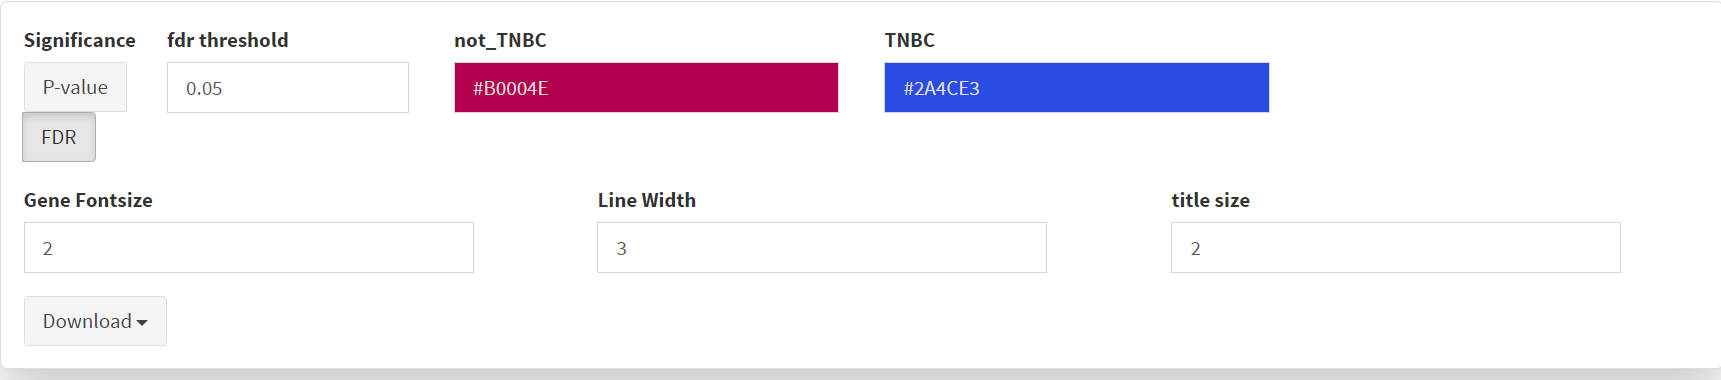 Significance fdr threshold not_TNBC TNBC
P-value 0.05 #B0004E #2A4CE3
FDR
Gene Fontsize Line Width title size
2 3 2
Download